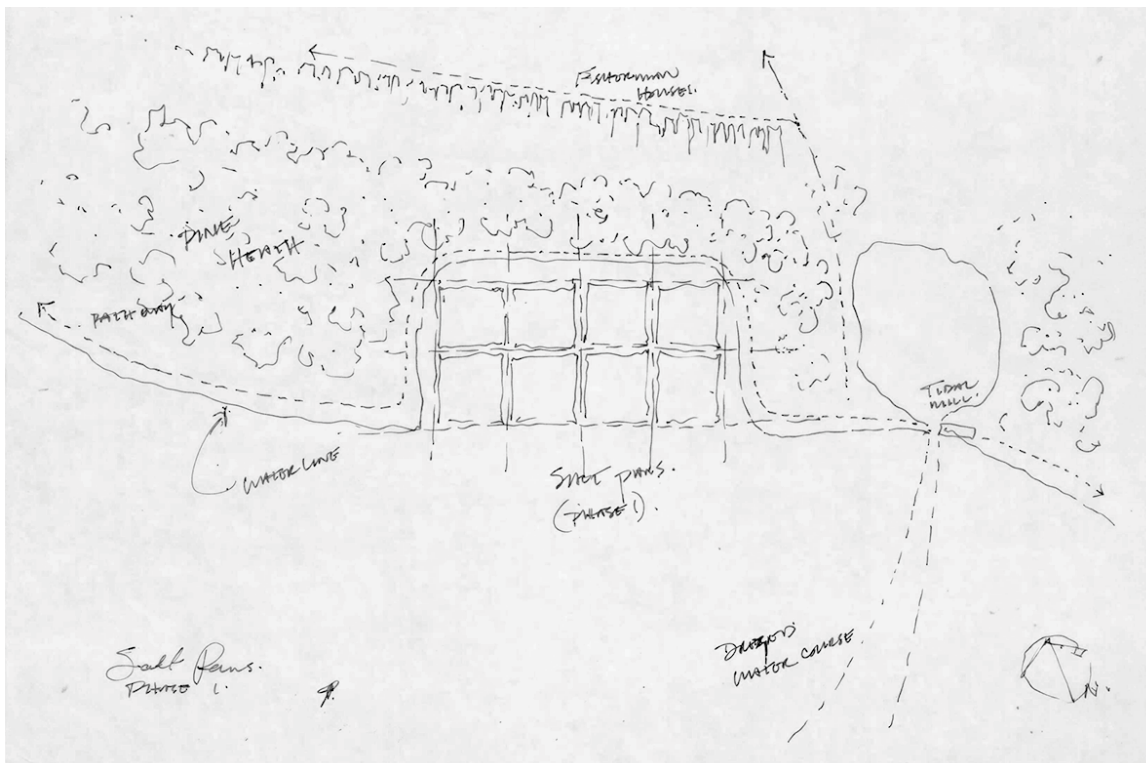 FISHERMAN
HOUSES.
PINE
HEATH
PATHWAY
TIDAL
MILL.
WATER LINE
SALT PANS.
(PHASE 1).
DREDGED
WATER COURSE
Salt Pans.
PHASE 1.
N.